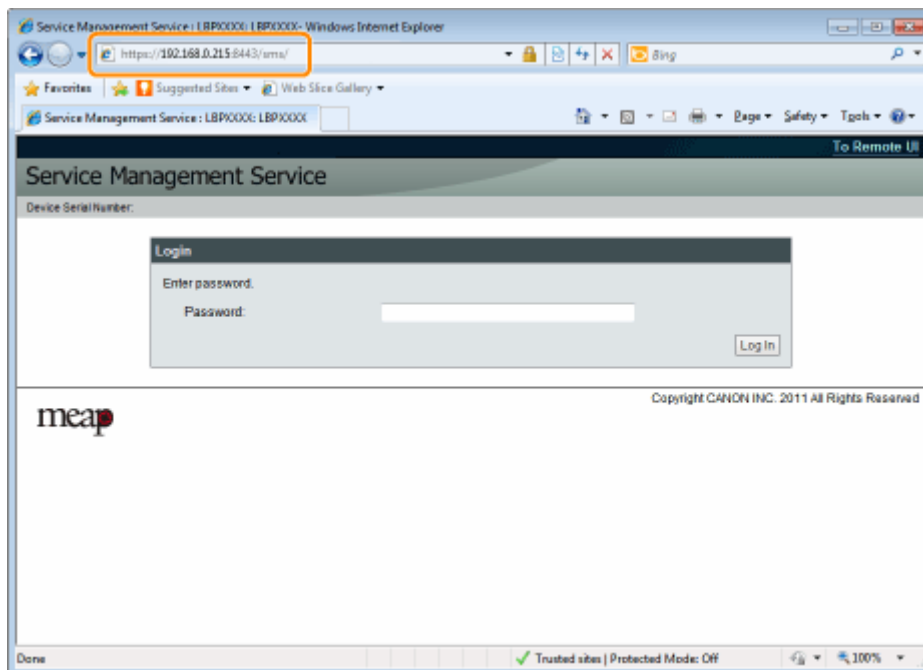 Service Management Service : LBPXXXX: LBPXXXX - Windows Internet Explorer
https://192.168.0.215:8443/sms/
Bing
Favorites Suggested Sites Web Slice Gallery
Service Management Service : LBPXXXX: LBPXXXX
Page Safety Tools
To Remote UI
Service Management Service
Device Serial Number:
Login
Enter password.
Password:
Log In
Copyright CANON INC. 2011 All Rights Reserved
meap
Done
Trusted sites | Protected Mode: Off
100%